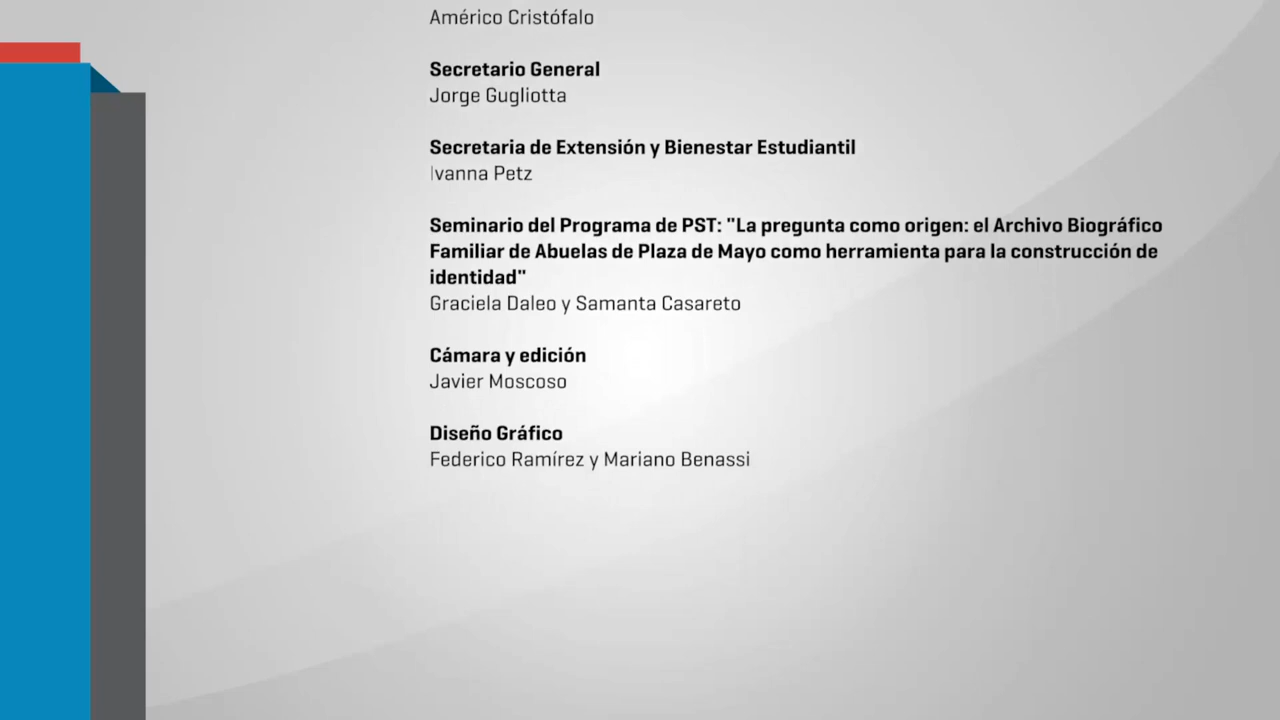 Américo Cristófalo
Secretario General
Jorge Gugliotta
Secretaria de Extensión y Bienestar Estudiantil
Ivanna Petz
Seminario del Programa de PST: "La pregunta como origen: el Archivo Biográfico
Familiar de Abuelas de Plaza de Mayo como herramienta para la construcción de
identidad"
Graciela Daleo y Samanta Casareto
Cámara y edición
Javier Moscoso
Diseño Gráfico
Federico Ramírez y Mariano Benassi